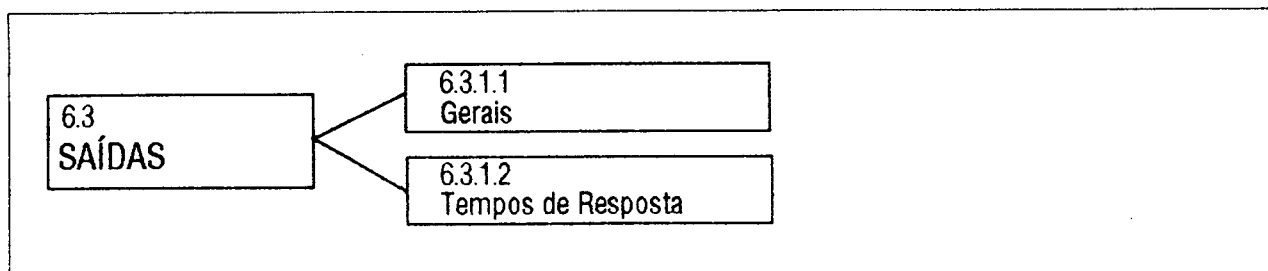 6.3
SAÍDAS
6.3.1.1
Gerais
6.3.1.2
Tempos de Resposta